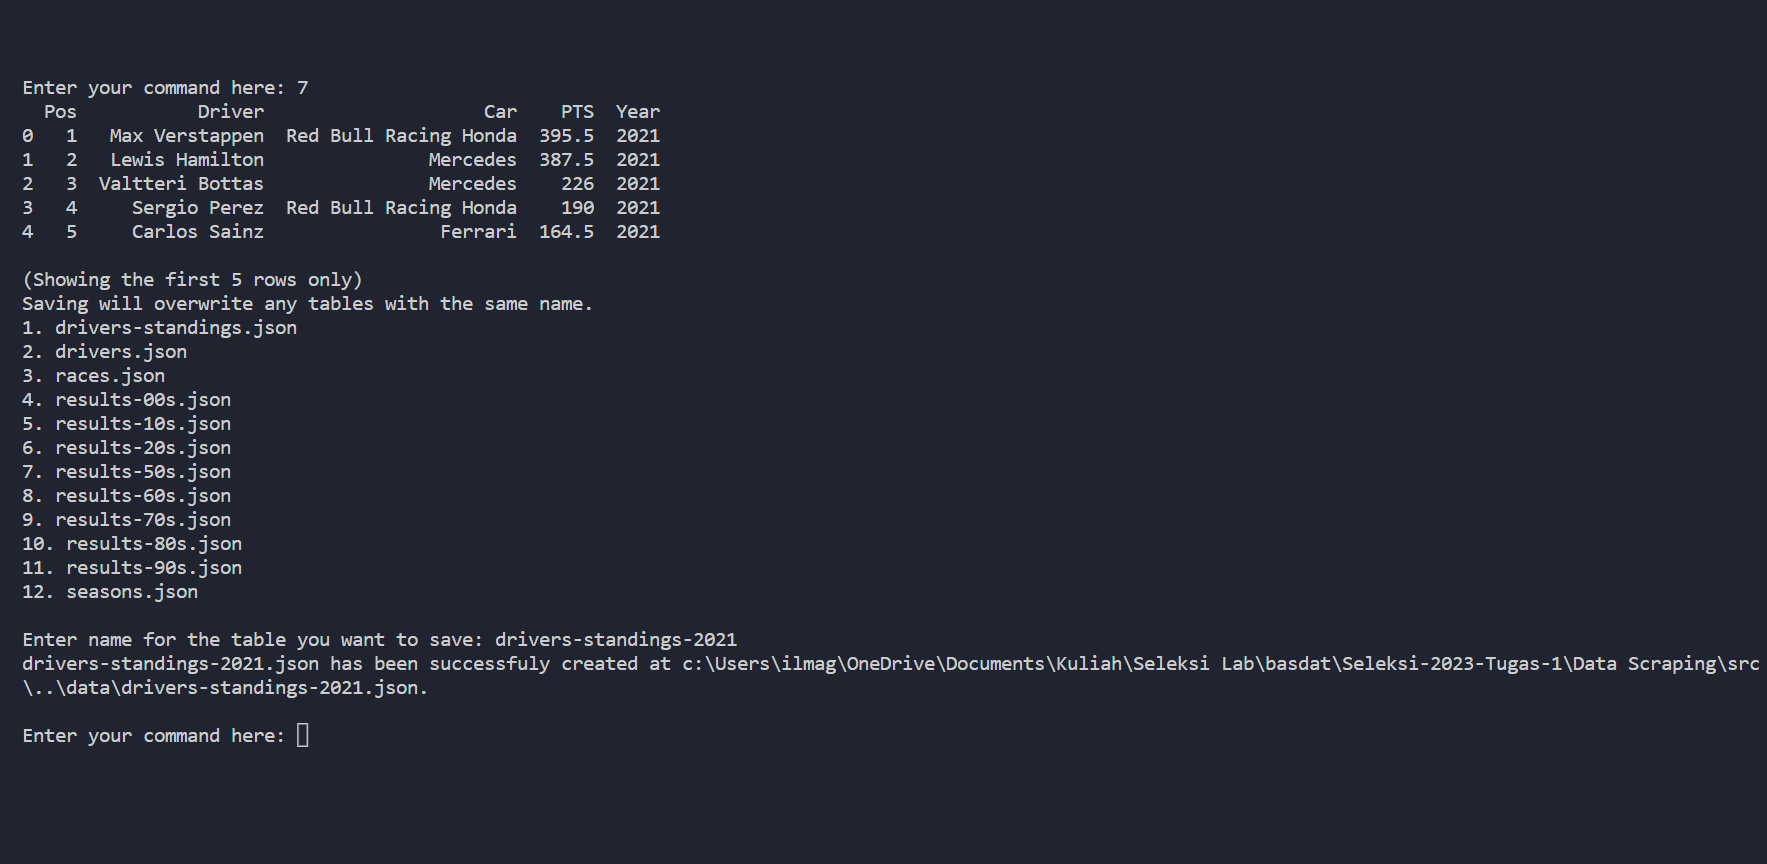 Enter your command here: 7
  Pos           Driver                    Car    PTS  Year
0   1   Max Verstappen  Red Bull Racing Honda  395.5  2021
1   2   Lewis Hamilton               Mercedes  387.5  2021
2   3  Valtteri Bottas               Mercedes    226  2021
3   4     Sergio Perez  Red Bull Racing Honda    190  2021
4   5     Carlos Sainz                Ferrari  164.5  2021
(Showing the first 5 rows only)
Saving will overwrite any tables with the same name.
1. drivers-standings.json
2. drivers.json
3. races.json
4. results-00s.json
5. results-10s.json
6. results-20s.json
7. results-50s.json
8. results-60s.json
9. results-70s.json
10. results-80s.json
11. results-90s.json
12. seasons.json
Enter name for the table you want to save: drivers-standings-2021
drivers-standings-2021.json has been successfuly created at c:\Users\ilmag\OneDrive\Documents\Kuliah\Seleksi Lab\basdat\Seleksi-2023-Tugas-1\Data Scraping\src
\..\data\drivers-standings-2021.json.
Enter your command here: